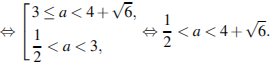 ⇔ [ 3 ≤ a < 4 + √6,
1/2 < a < 3,
⇔ 1/2 < a < 4 + √6.